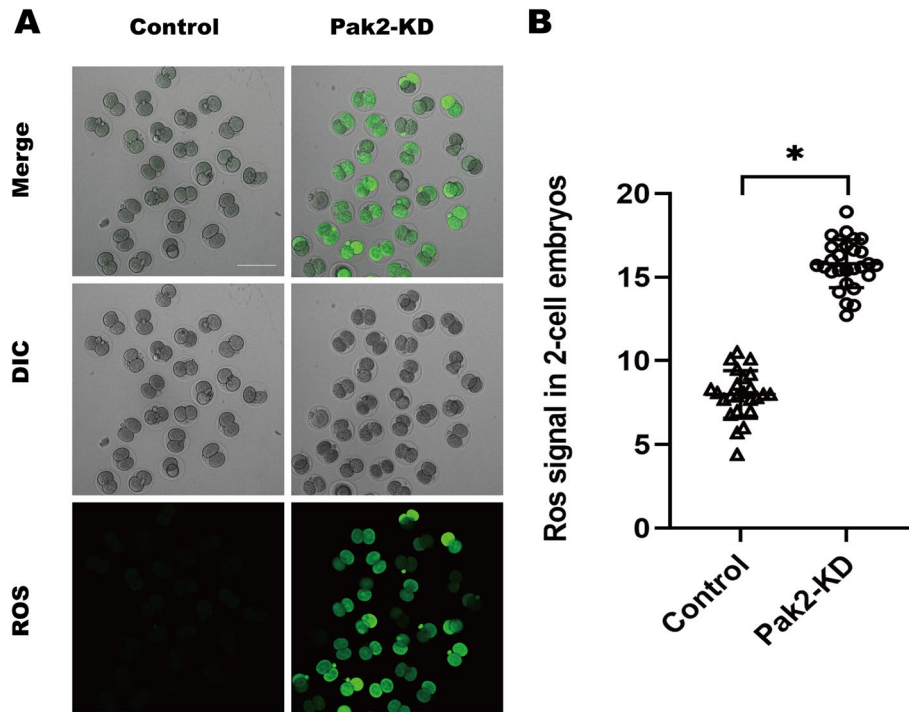 A
Control
Pak2-KD
Merge
DIC
ROS
B
*
Ros signal in 2-cell embryos
20
15
10
5
0
Control
Pak2-KD